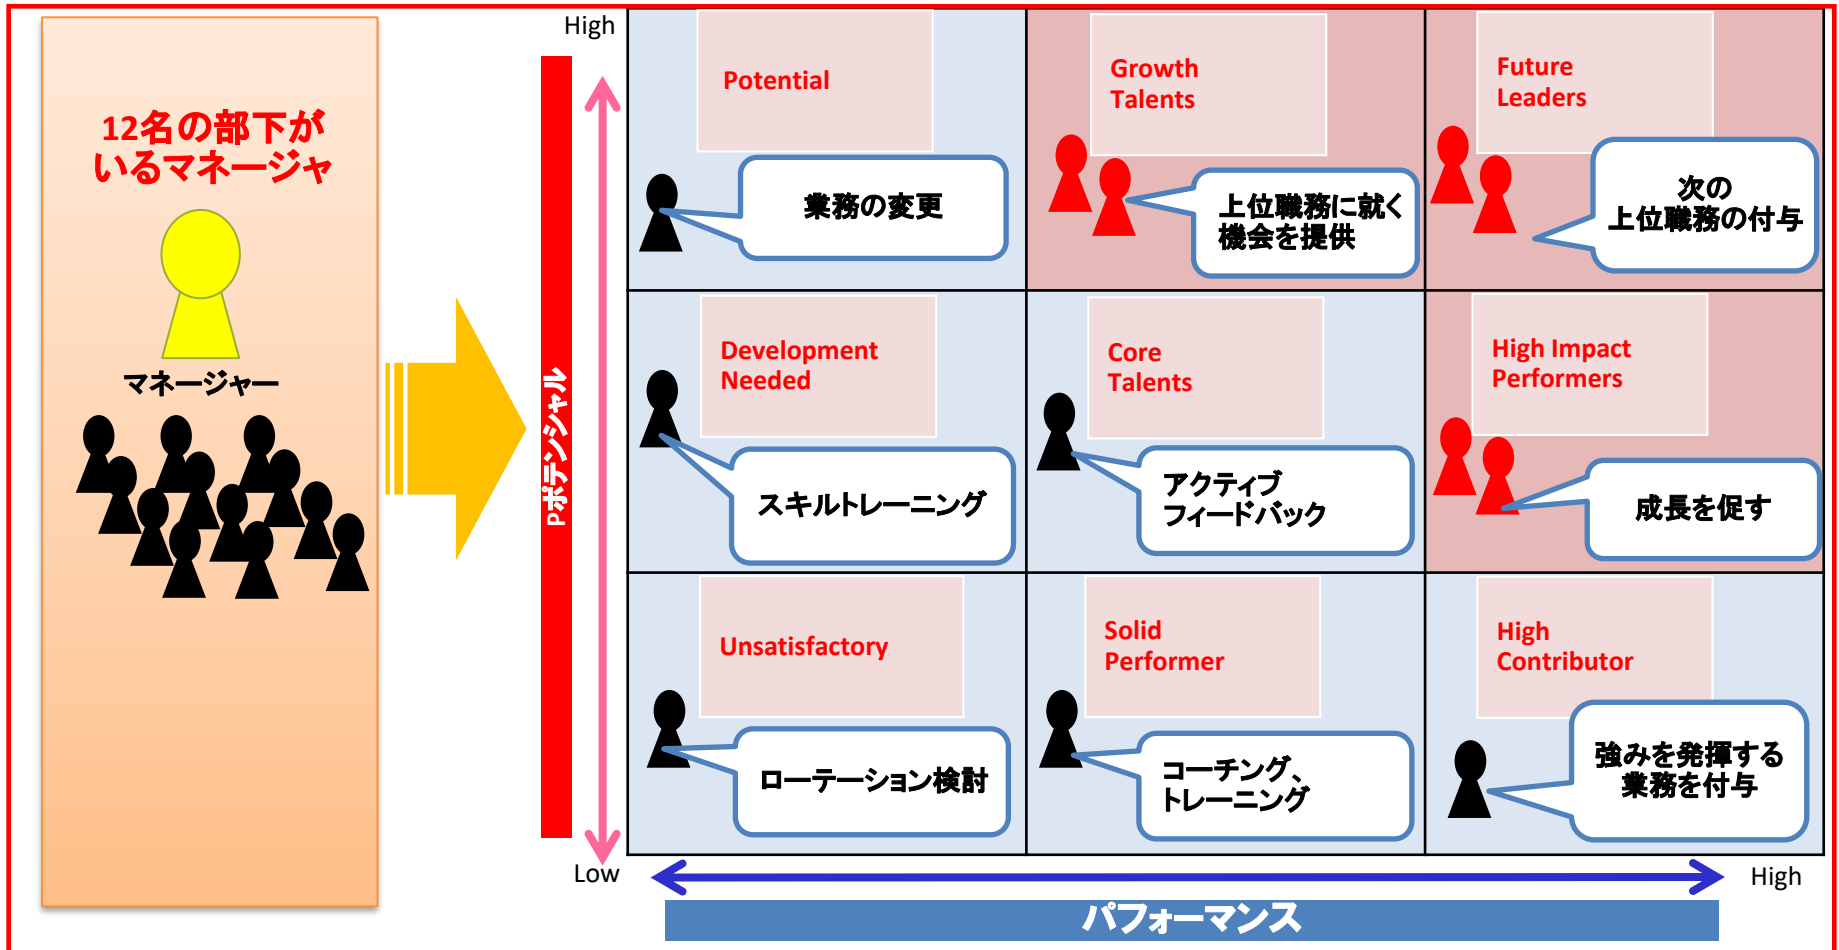 12名の部下が
いるマネージャ
マネージャー
High
Pポテンシャル
Low
Potential
業務の変更
Growth
Talents
上位職務に就く
機会を提供
Future
Leaders
次の
上位職務の付与
Development
Needed
スキルトレーニング
Core
Talents
アクティブ
フィードバック
High Impact
Performers
成長を促す
Unsatisfactory
ローテーション検討
Solid
Performer
コーチング、
トレーニング
High
Contributor
強みを発揮する
業務を付与
High
パフォーマンス